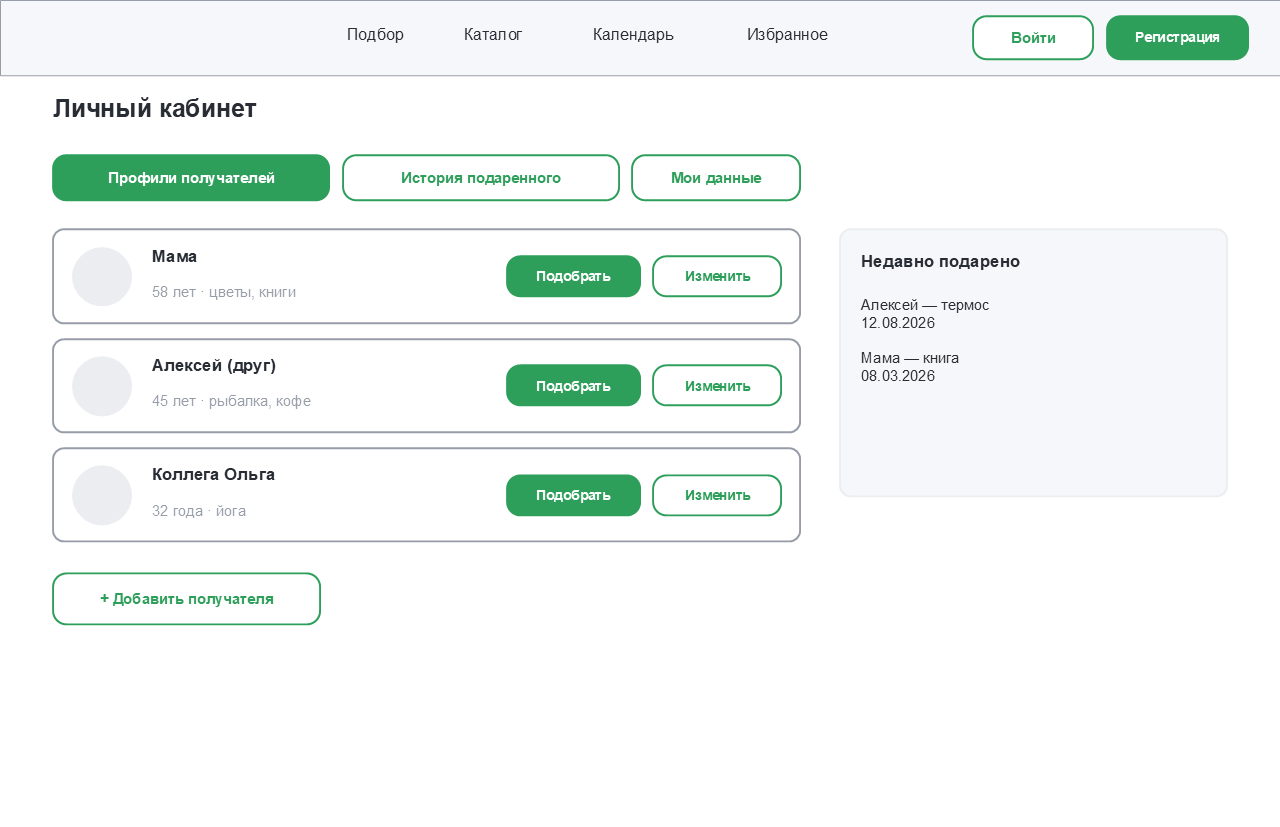 Подбор
Каталог
Календарь
Избранное
Войти
Регистрация
Личный кабинет
Профили получателей
История подаренного
Мои данные
Мама
58 лет · цветы, книги
Подобрать
Изменить
Алексей (друг)
45 лет · рыбалка, кофе
Подобрать
Изменить
Коллега Ольга
32 года · йога
Подобрать
Изменить
+ Добавить получателя
Недавно подарено
Алексей — термос
12.08.2026
Мама — книга
08.03.2026